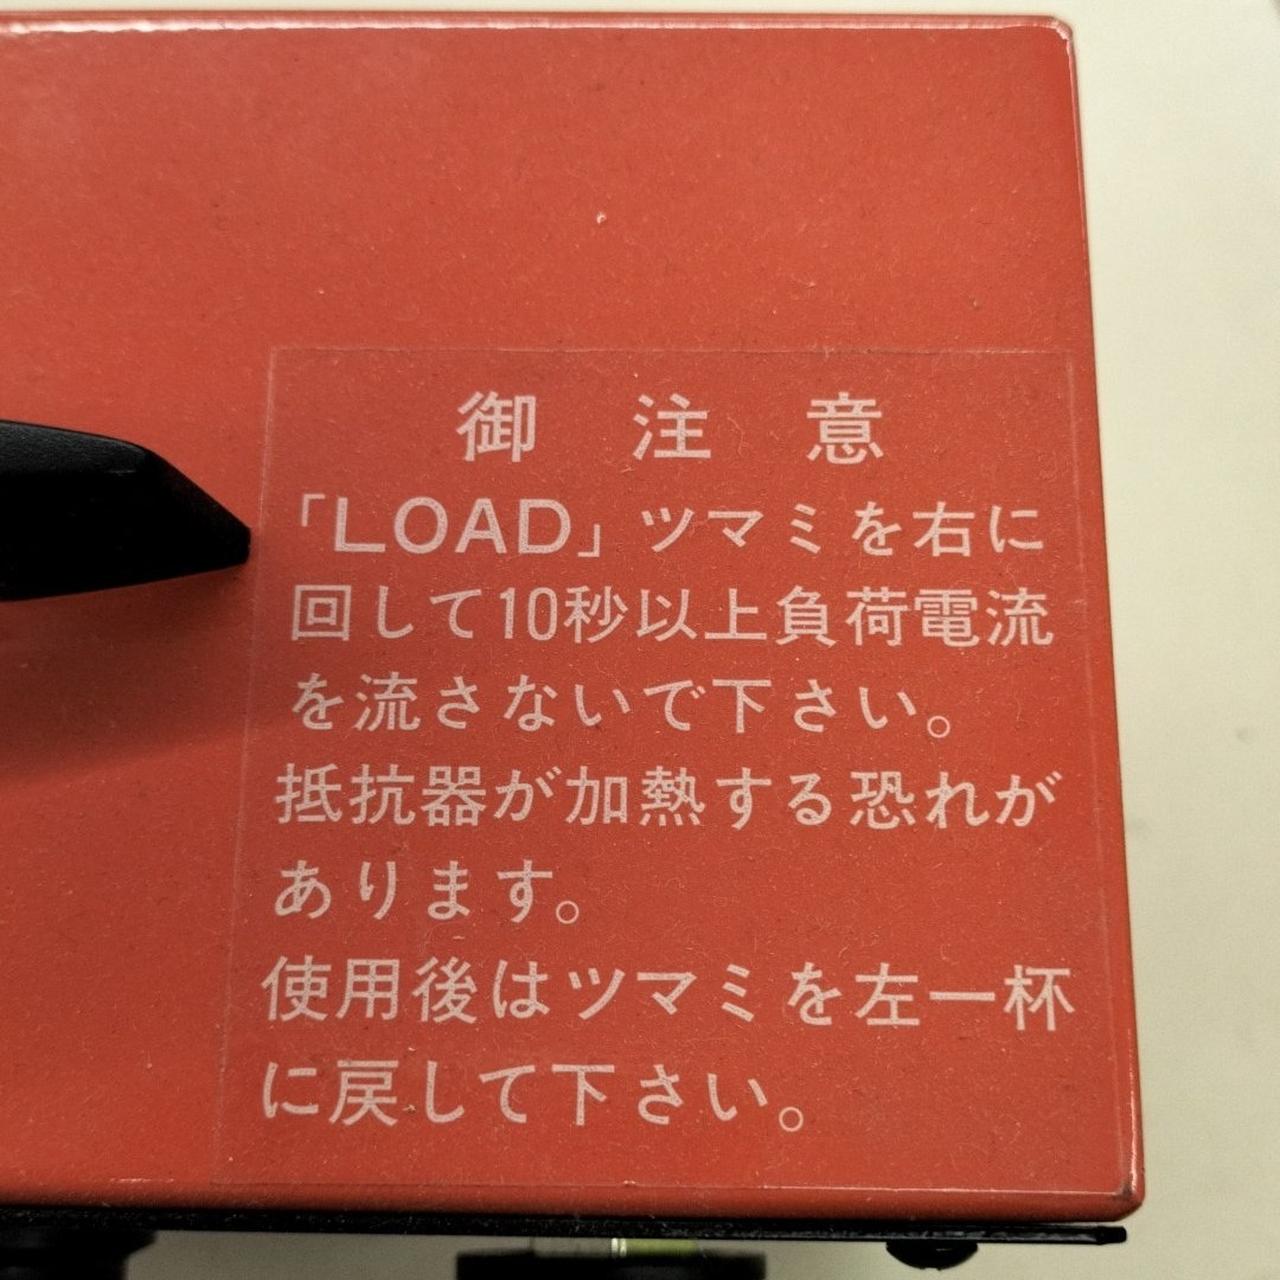 御注意
「LOAD」ツマミを右に
回して10秒以上負荷電流
を流さないで下さい。
抵抗器が加熱する恐れが
あります。
使用後はツマミを左一杯
に戻して下さい。